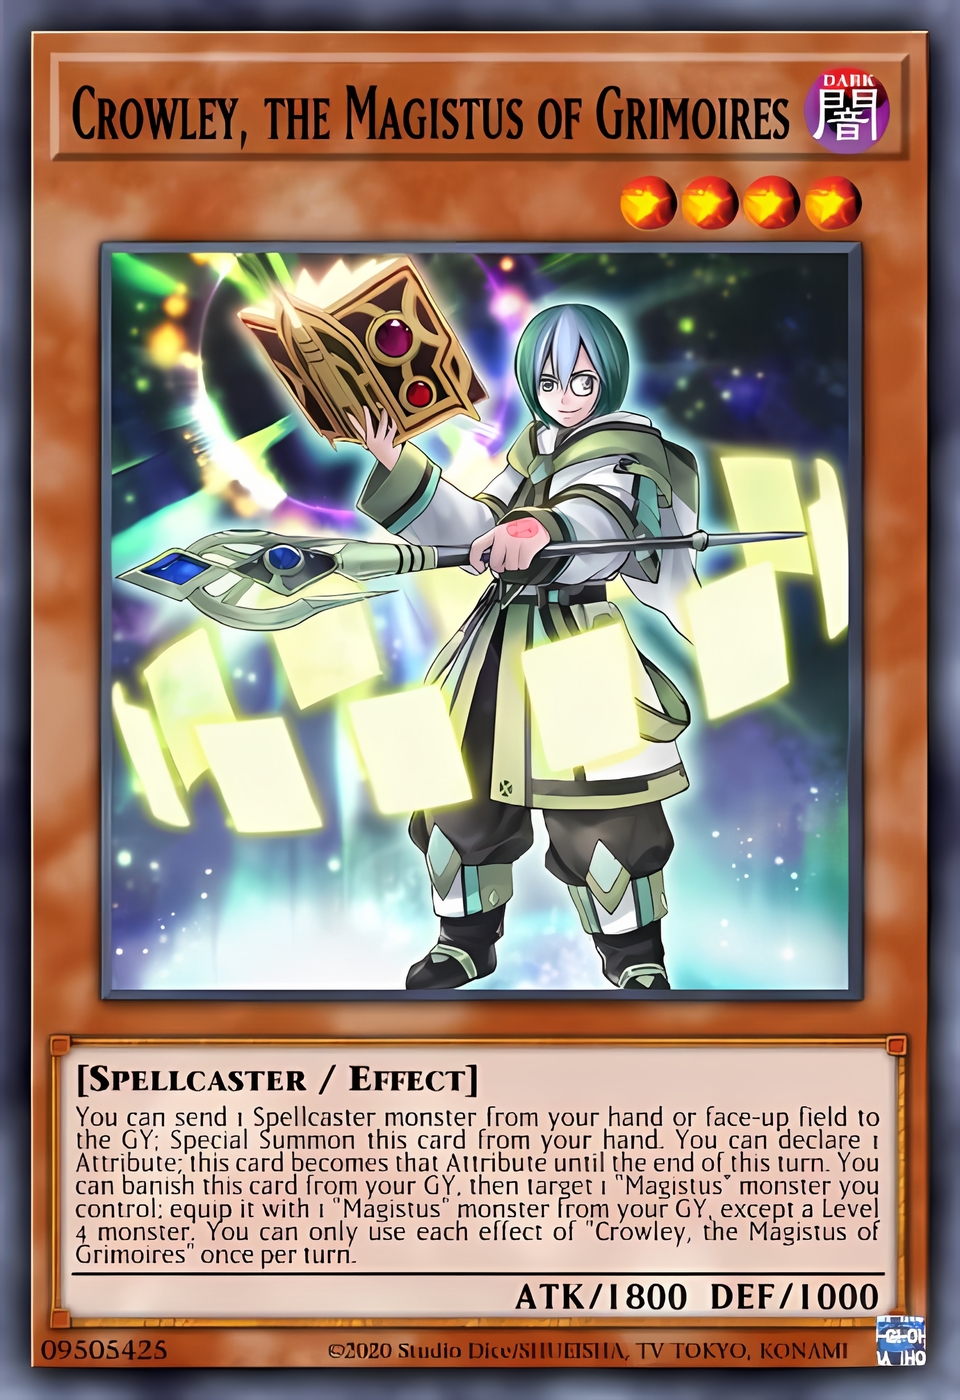 CROWLEY, THE MAGISTUS OF GRIMOIRES
DARK
闇
[SPELLCASTER / EFFECT]
You can send 1 Spellcaster monster from your hand or face-up field to
the GY; Special Summon this card from your hand. You can declare 1
Attribute; this card becomes that Attribute until the end of this turn. You
can banish this card from your GY, then target 1 "Magistus" monster you
control; equip it with 1 "Magistus" monster from your GY, except a Level
4 monster. You can only use each effect of "Crowley, the Magistus of
Grimoires" once per turn.
ATK/1800 DEF/1000
09505425
©2020 Studio Dice/SHUEISHA, TV TOKYO, KONAMI